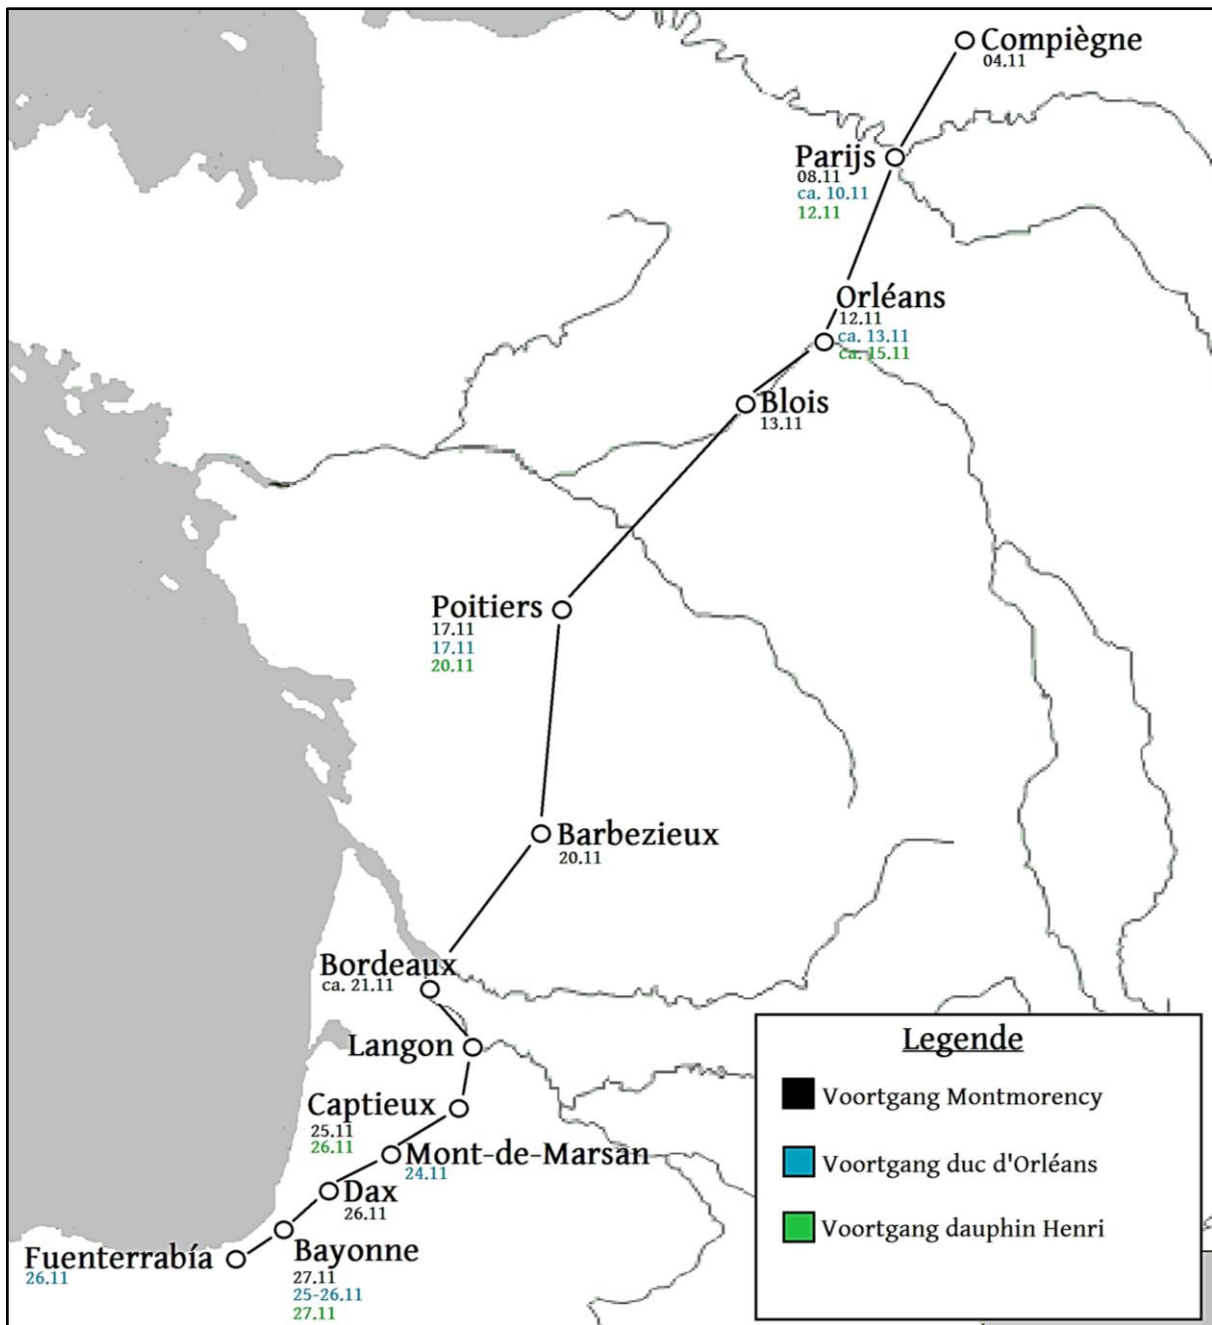 Compiègne
04.11
Parijs
08.11
ca. 10.11
12.11
Orléans
12.11
ca. 13.11
ca. 15.11
Blois
13.11
Poitiers
17.11
17.11
20.11
Barbezieux
20.11
Bordeaux
ca. 21.11
Langon
Captieux
25.11
26.11
Mont-de-Marsan
24.11
Dax
26.11
Bayonne
27.11
25-26.11
27.11
Fuenterrabía
26.11
Legende
Voortgang Montmorency
Voortgang duc d'Orléans
Voortgang dauphin Henri